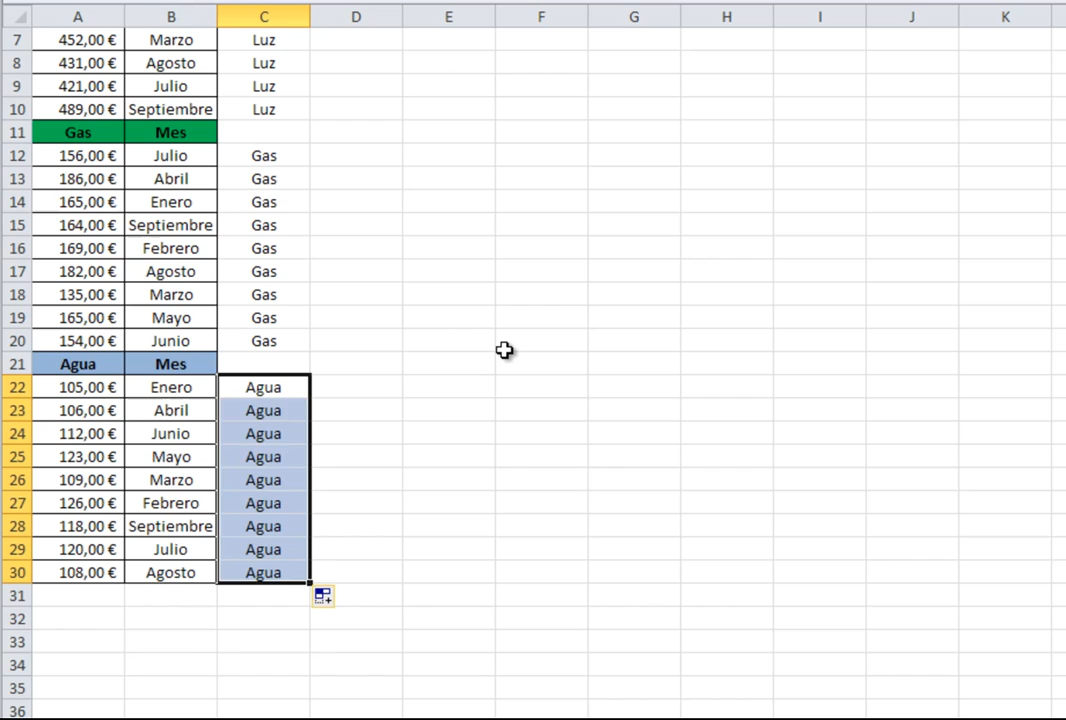 A B C D E F G H I J K
7 452,00 € Marzo Luz
8 431,00 € Agosto Luz
9 421,00 € Julio Luz
10 489,00 € Septiembre Luz
11 Gas Mes
12 156,00 € Julio Gas
13 186,00 € Abril Gas
14 165,00 € Enero Gas
15 164,00 € Septiembre Gas
16 169,00 € Febrero Gas
17 182,00 € Agosto Gas
18 135,00 € Marzo Gas
19 165,00 € Mayo Gas
20 154,00 € Junio Gas
21 Agua Mes
22 105,00 € Enero Agua
23 106,00 € Abril Agua
24 112,00 € Junio Agua
25 123,00 € Mayo Agua
26 109,00 € Marzo Agua
27 126,00 € Febrero Agua
28 118,00 € Septiembre Agua
29 120,00 € Julio Agua
30 108,00 € Agosto Agua
31
32
33
34
35
36